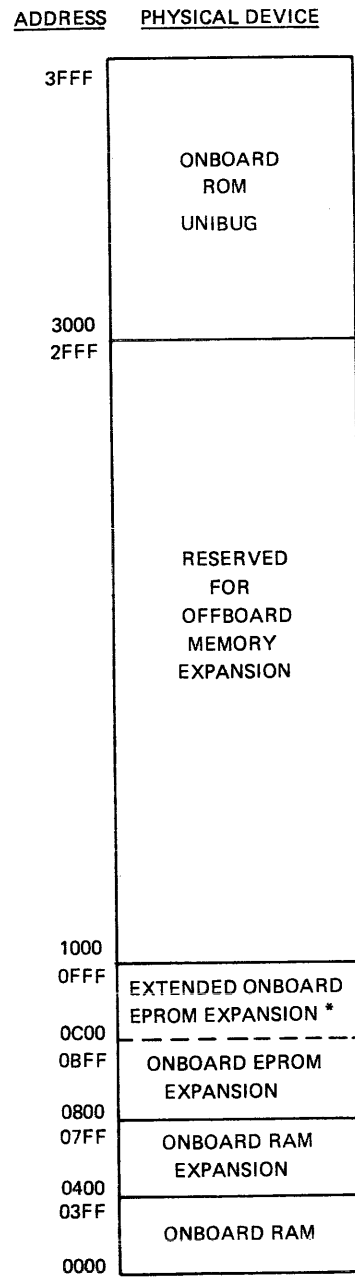 ADDRESS PHYSICAL DEVICE
3FFF
ONBOARD
ROM
UNIBUG
3000
2FFF
RESERVED
FOR
OFFBOARD
MEMORY
EXPANSION
1000
0FFF
EXTENDED ONBOARD
EPROM EXPANSION *
0C00
0BFF
ONBOARD EPROM
EXPANSION
0800
07FF
ONBOARD RAM
EXPANSION
0400
03FF
ONBOARD RAM
0000